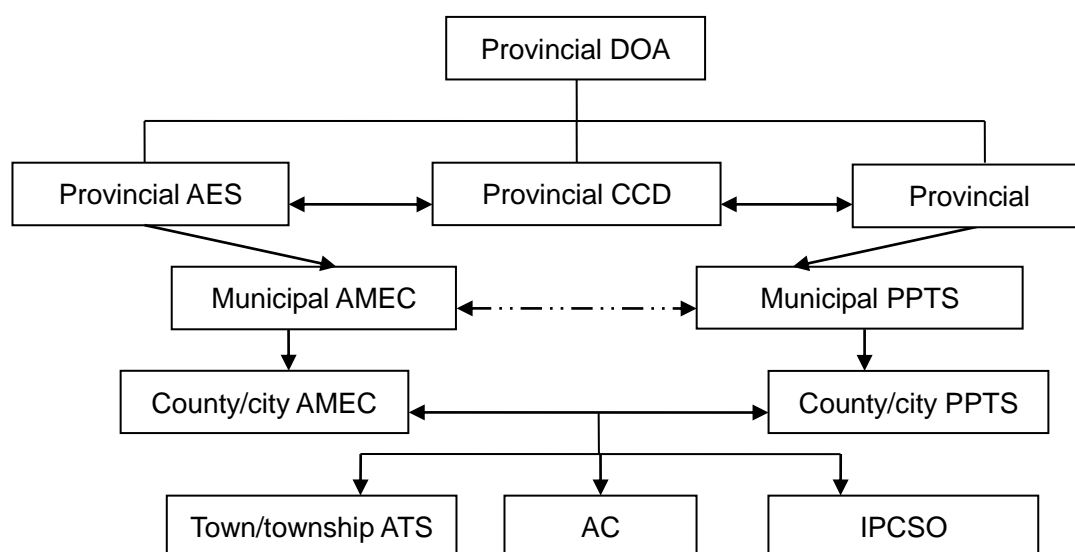 Provincial DOA
Provincial AES
Provincial CCD
Provincial
Municipal AMEC
Municipal PPTS
County/city AMEC
County/city PPTS
Town/township ATS
AC
IPCSO